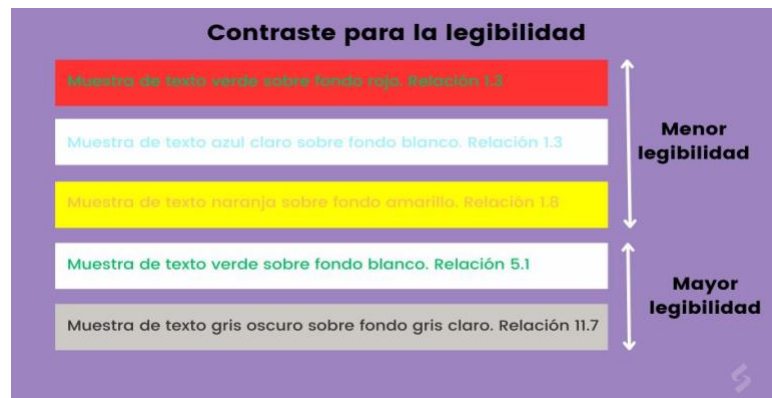 Contraste para la legibilidad
Muestra de texto verde sobre fondo rojo. Relación 1.3
Muestra de texto azul claro sobre fondo blanco. Relación 1.3
Muestra de texto naranja sobre fondo amarillo. Relación 1.8
Menor
legibilidad
Muestra de texto verde sobre fondo blanco. Relación 5.1
Muestra de texto gris oscuro sobre fondo gris claro. Relación 11.7
Mayor
legibilidad